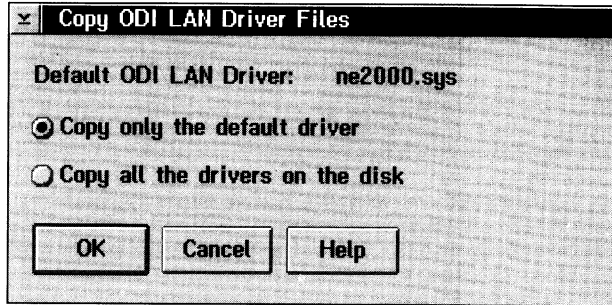 Copy ODI LAN Driver Files
Default ODI LAN Driver: ne2000.sys
Copy only the default driver
Copy all the drivers on the disk
OK Cancel Help